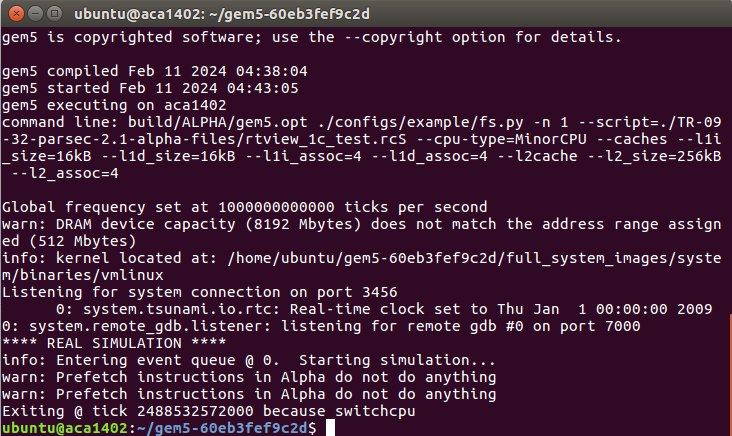 ubuntu@aca1402: ~/gem5-60eb3fef9c2d
gem5 is copyrighted software; use the --copyright option for details.
gem5 compiled Feb 11 2024 04:38:04
gem5 started Feb 11 2024 04:43:05
gem5 executing on aca1402
command line: build/ALPHA/gem5.opt ./configs/example/fs.py -n 1 --script=./TR-09
-32-parsec-2.1-alpha-files/rtview_1c_test.rcS --cpu-type=MinorCPU --caches --l1i
_size=16kB --l1d_size=16kB --l1i_assoc=4 --l1d_assoc=4 --l2cache --l2_size=256kB
 --l2_assoc=4
Global frequency set at 1000000000000 ticks per second
warn: DRAM device capacity (8192 Mbytes) does not match the address range assign
ed (512 Mbytes)
info: kernel located at: /home/ubuntu/gem5-60eb3fef9c2d/full_system_images/syste
m/binaries/vmlinux
Listening for system connection on port 3456
      0: system.tsunami.io.rtc: Real-time clock set to Thu Jan  1 00:00:00 2009
0: system.remote_gdb.listener: listening for remote gdb #0 on port 7000
**** REAL SIMULATION ****
info: Entering event queue @ 0.  Starting simulation...
warn: Prefetch instructions in Alpha do not do anything
warn: Prefetch instructions in Alpha do not do anything
Exiting @ tick 2488532572000 because switchcpu
ubuntu@aca1402:~/gem5-60eb3fef9c2d$